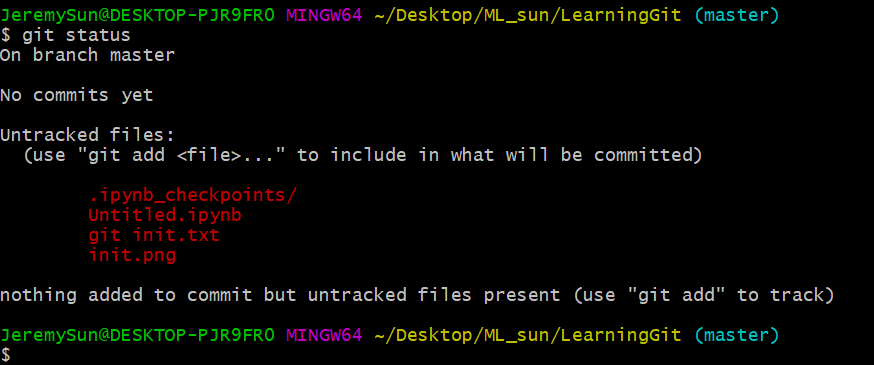 JeremySun@DESKTOP-PJR9FRO MINGW64 ~/Desktop/ML_sun/LearningGit (master)
$ git status
On branch master
No commits yet
Untracked files:
  (use "git add <file>..." to include in what will be committed)
        .ipynb_checkpoints/
        Untitled.ipynb
        git init.txt
        init.png
nothing added to commit but untracked files present (use "git add" to track)
JeremySun@DESKTOP-PJR9FRO MINGW64 ~/Desktop/ML_sun/LearningGit (master)
$